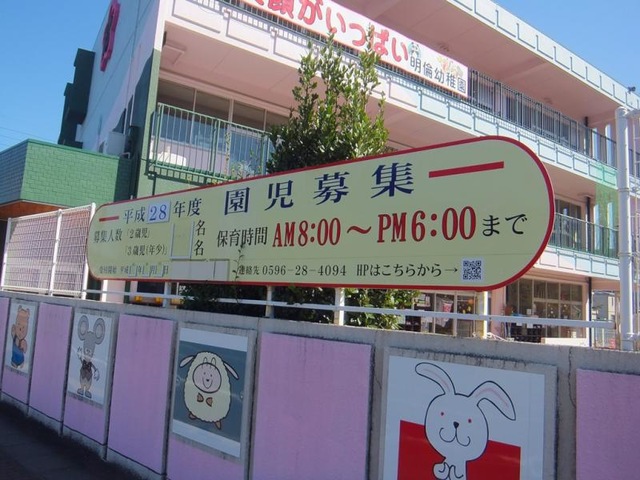 がいっぱい
明倫幼稚園
園児募集
平成28年度
募集人数 (2歳児) 名
(3歳児(年少)) 名
保育時間 AM8:00～PM6:00まで
連絡先 0596-28-4094 HPはこちらから→